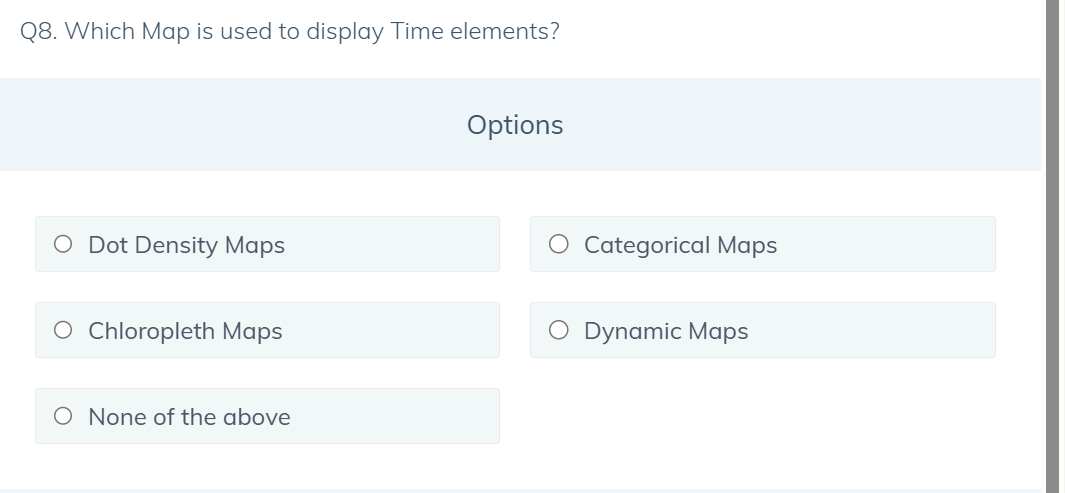 Q8. Which Map is used to display Time elements?
Options
Dot Density Maps
Categorical Maps
Chloropleth Maps
Dynamic Maps
None of the above